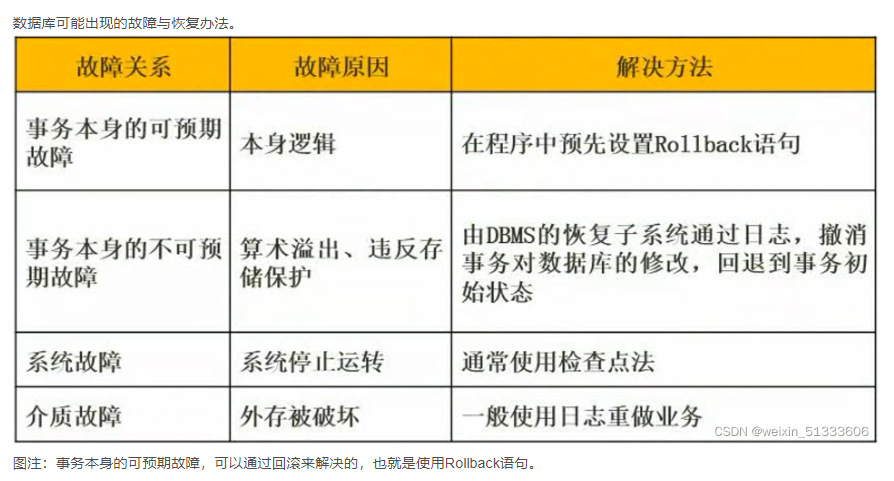 数据库可能出现的故障与恢复办法。
故障关系 故障原因 解决方法
事务本身的可预期
故障
本身逻辑
在程序中预先设置Rollback语句
事务本身的不可预
期故障
算术溢出、违反存
储保护
由DBMS的恢复子系统通过日志，撤消
事务对数据库的修改，回退到事务初
始状态
系统故障 系统停止运转 通常使用检查点法
介质故障 外存被破坏 一般使用日志重做业务
CSDN @weixin_51333606
图注：事务本身的可预期故障，可以通过回滚来解决的，也就是使用Rollback语句。